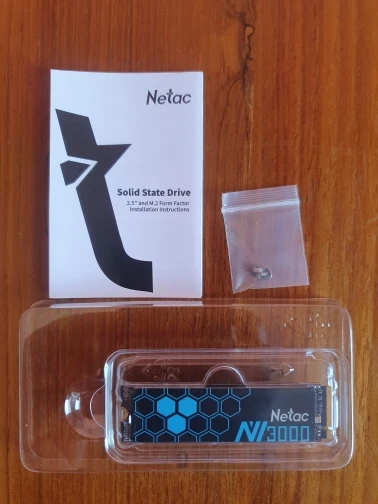 Netac
Solid State Drive
2.5" and M.2 Form Factor
Installation Instructions
Netac
NV3000